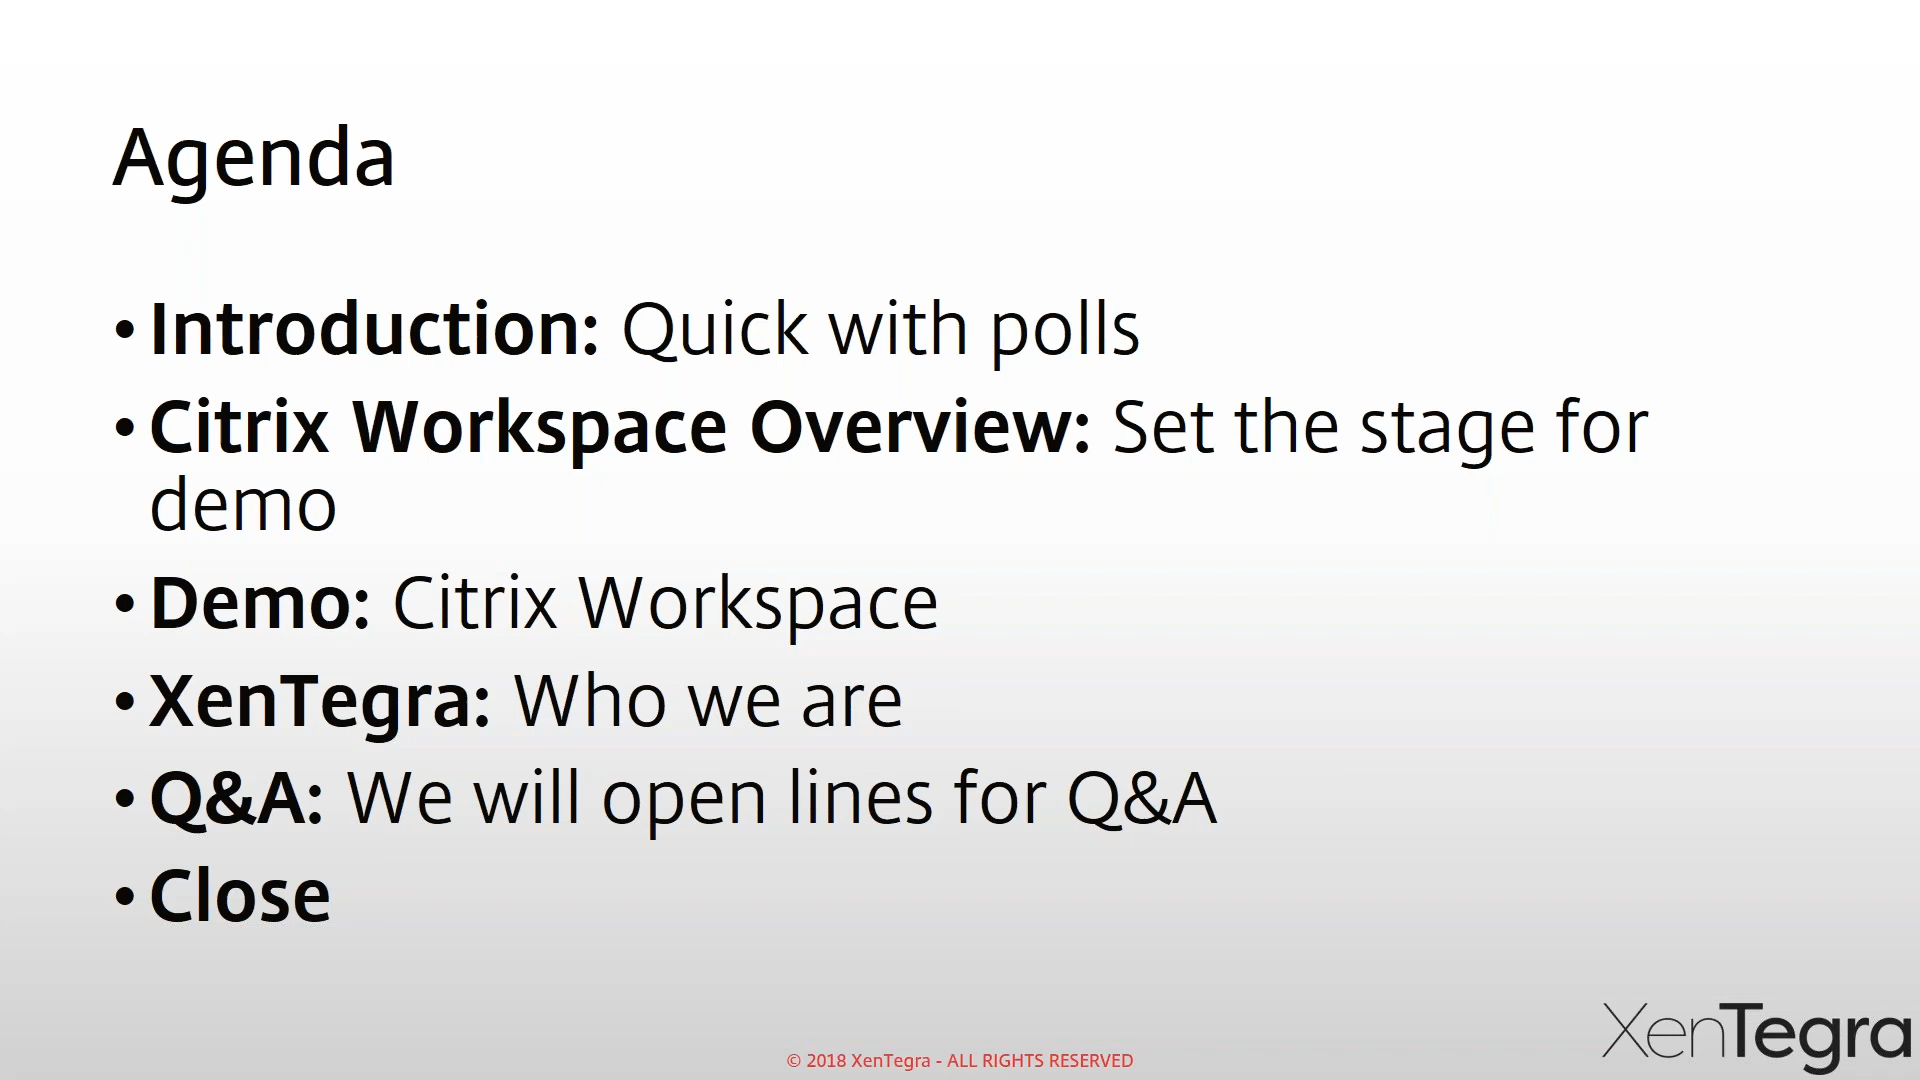 Agenda
• Introduction: Quick with polls
• Citrix Workspace Overview: Set the stage for
demo
• Demo: Citrix Workspace
• XenTegra: Who we are
• Q&A: We will open lines for Q&A
• Close
XenTegra
© 2018 XenTegra - ALL RIGHTS RESERVED